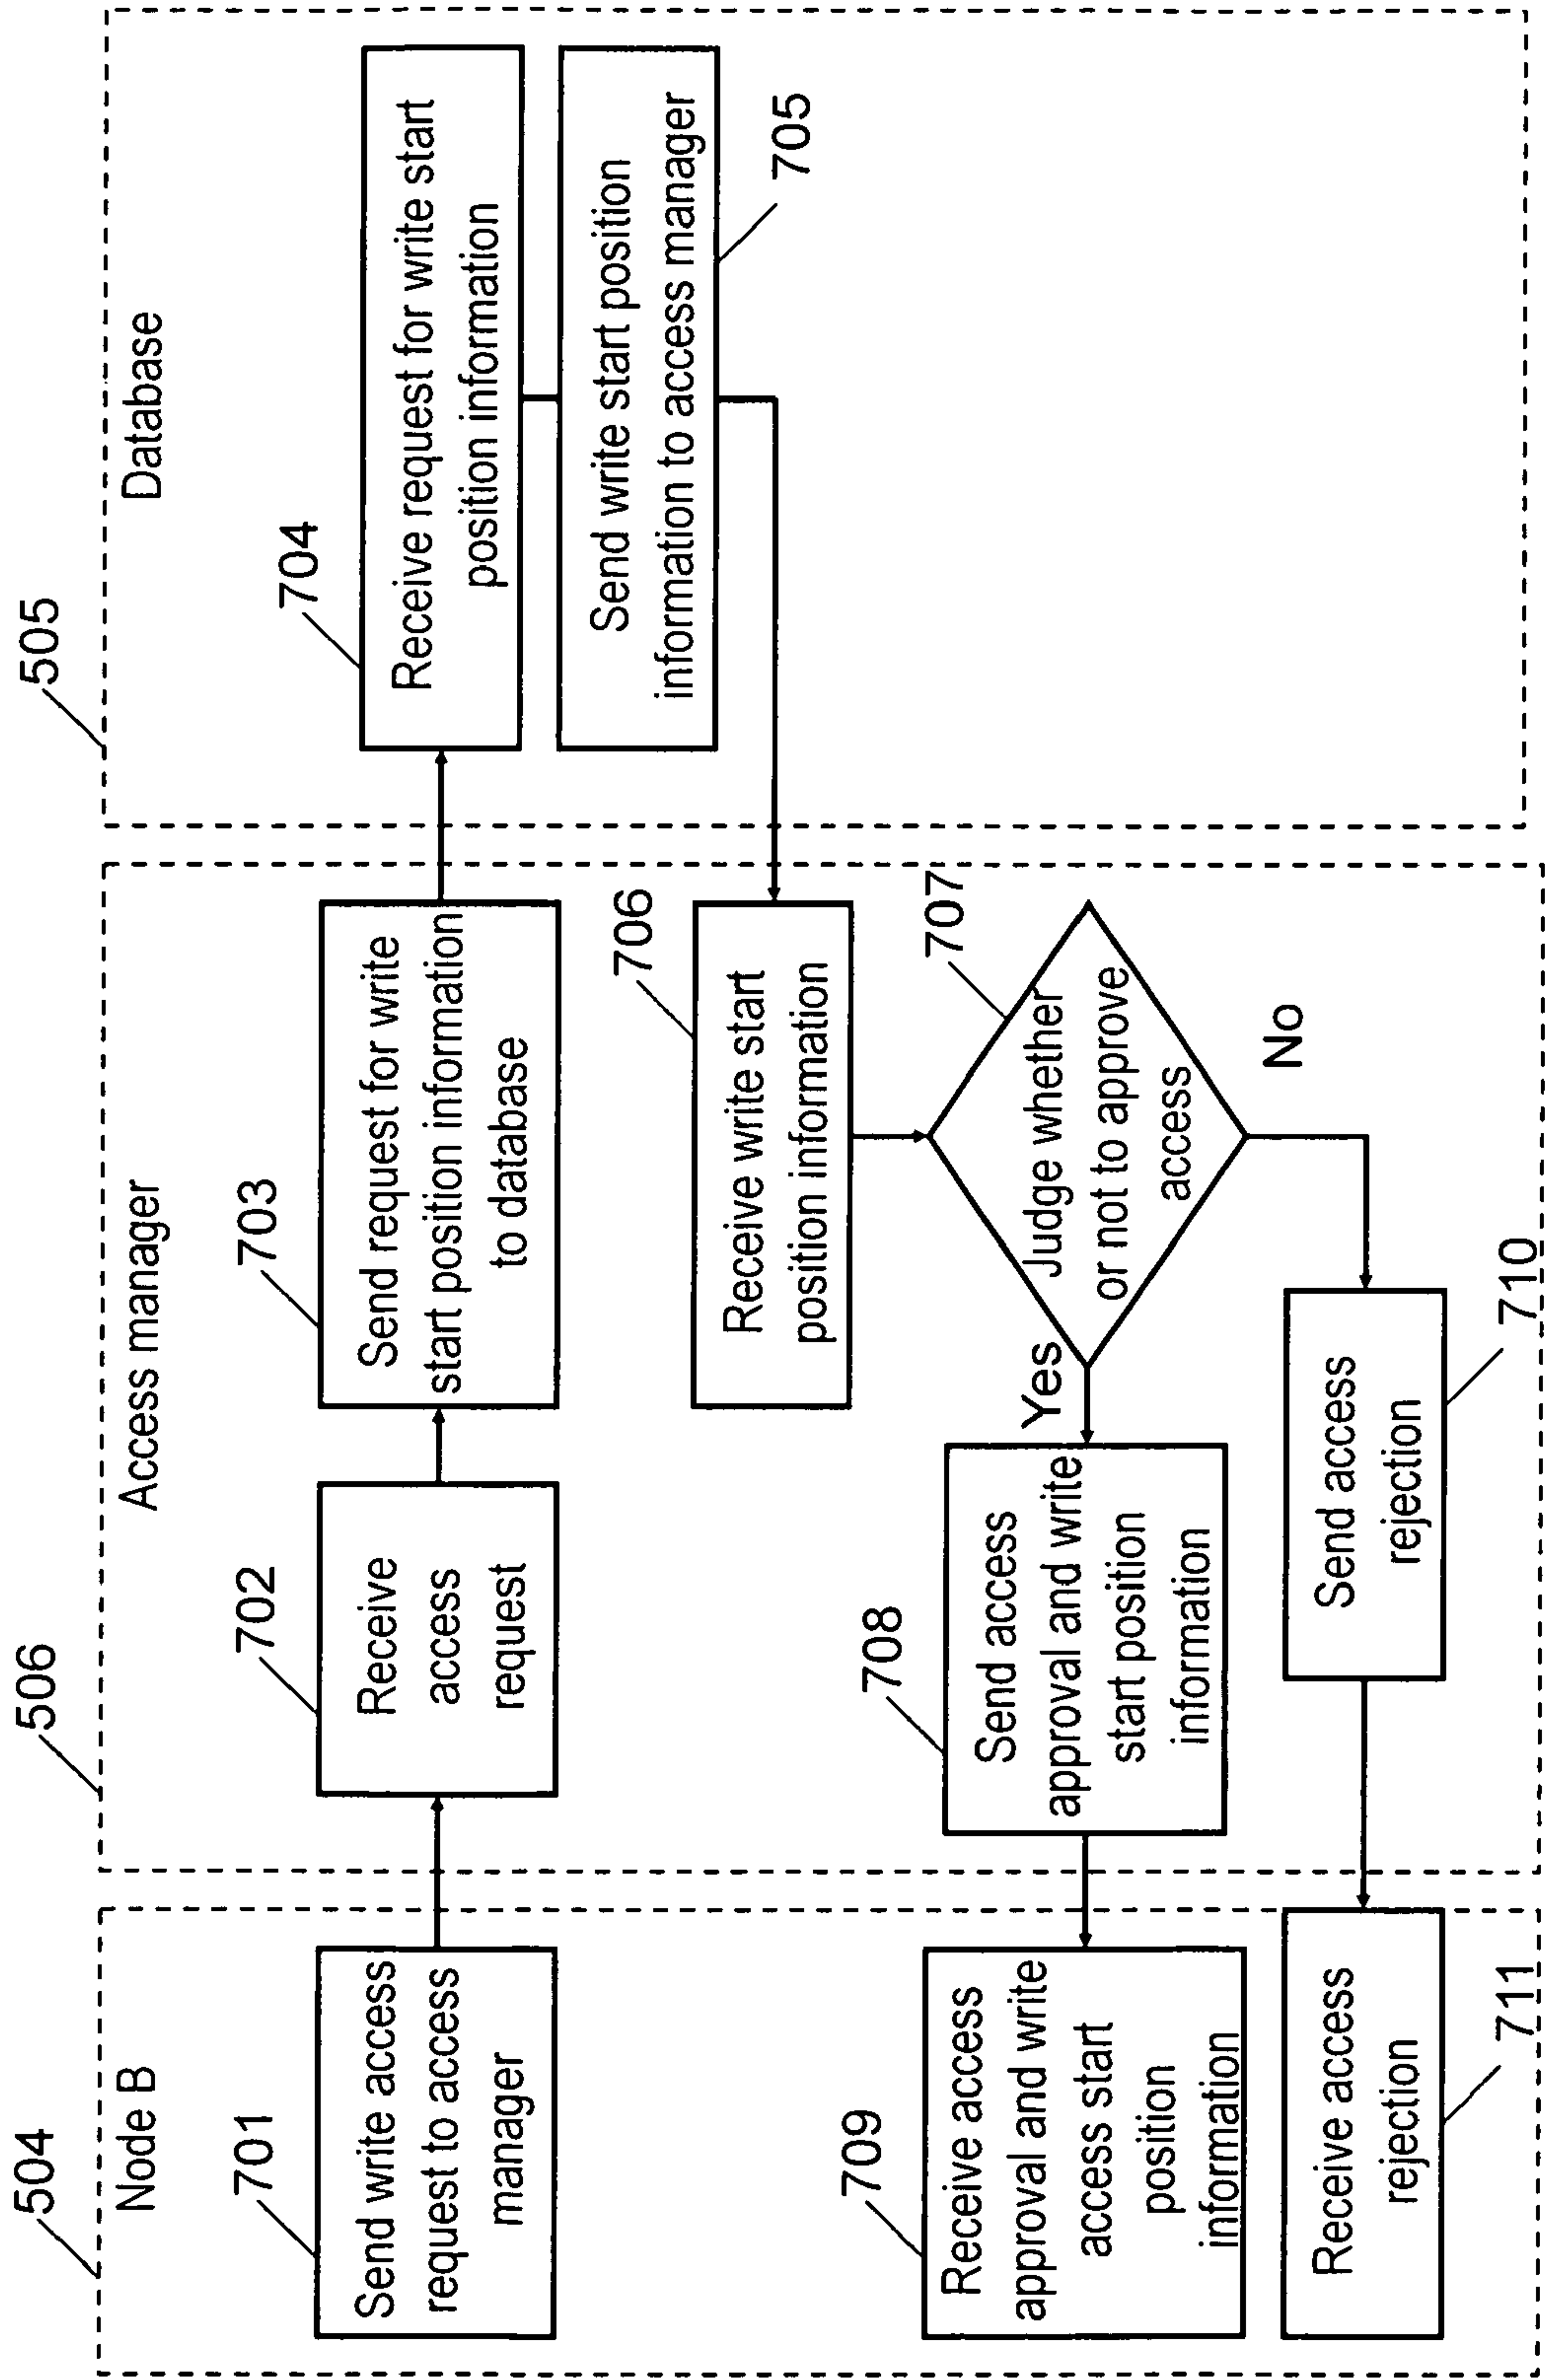 504
Node B
701
Send write access
request to access
manager
709
Receive access
approval and write
access start
position
information
Receive access
rejection
711
506
Access manager
702
Receive
access
request
703
Send request for write
start position information
to database
706
Receive write start
position information
707
Judge whether
or not to approve
access
Yes
No
708
Send access
approval and write
start position
information
Send access
rejection
710
505
Database
704
Receive request for write start
position information
Send write start position
information to access manager
705